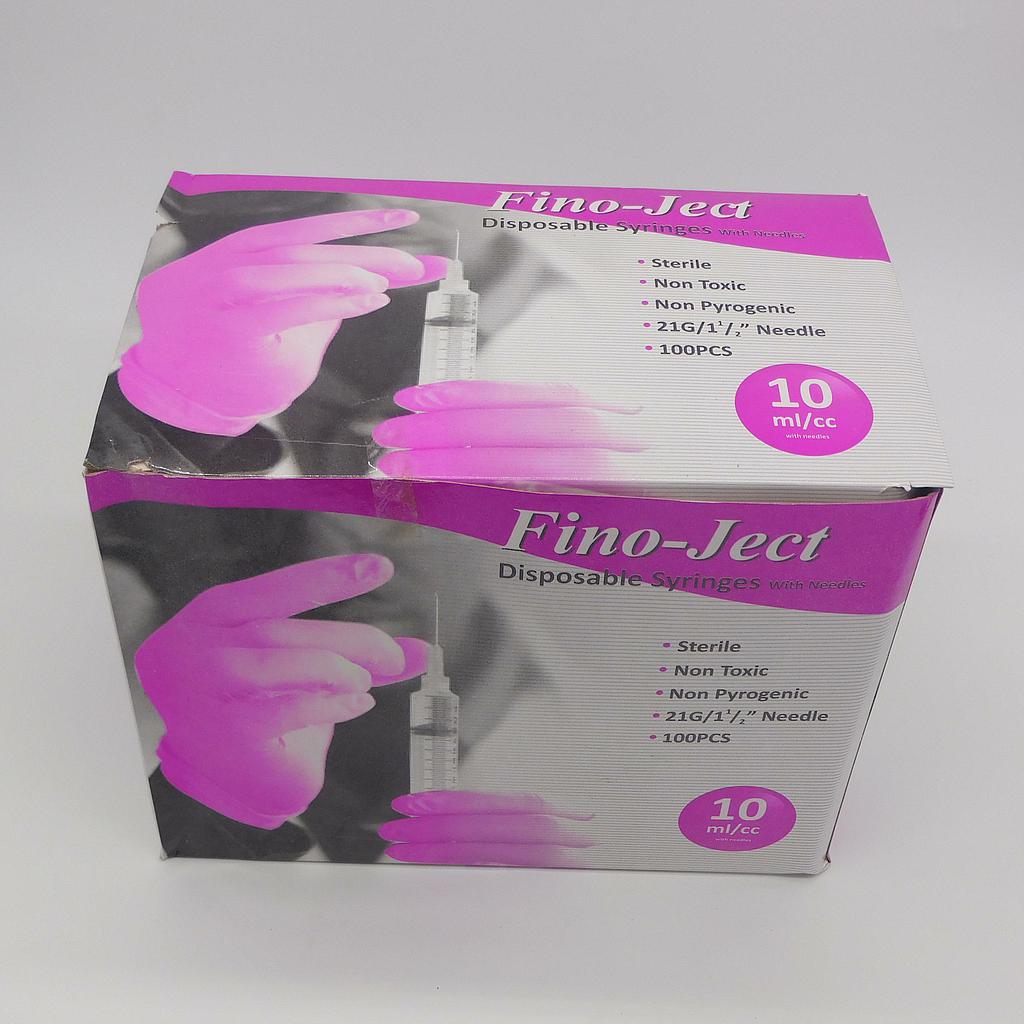 Fino-Ject
Disposable Syringes With Needles
• Sterile
• Non Toxic
• Non Pyrogenic
• 21G/1¹/₂” Needle
• 100PCS
10
ml/cc
with needles
Fino-Ject
Disposable Syringes With Needles
• Sterile
• Non Toxic
• Non Pyrogenic
• 21G/1¹/₂” Needle
• 100PCS
10
ml/cc
with needles